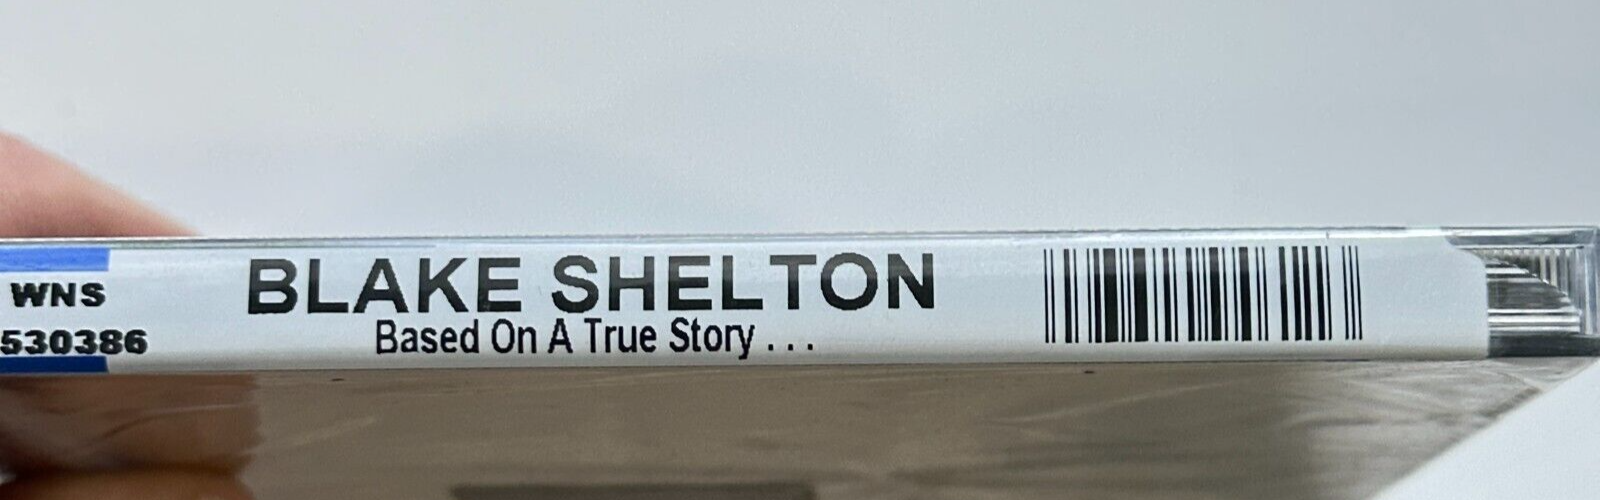 WNS
530386
BLAKE SHELTON
Based On A True Story . . .